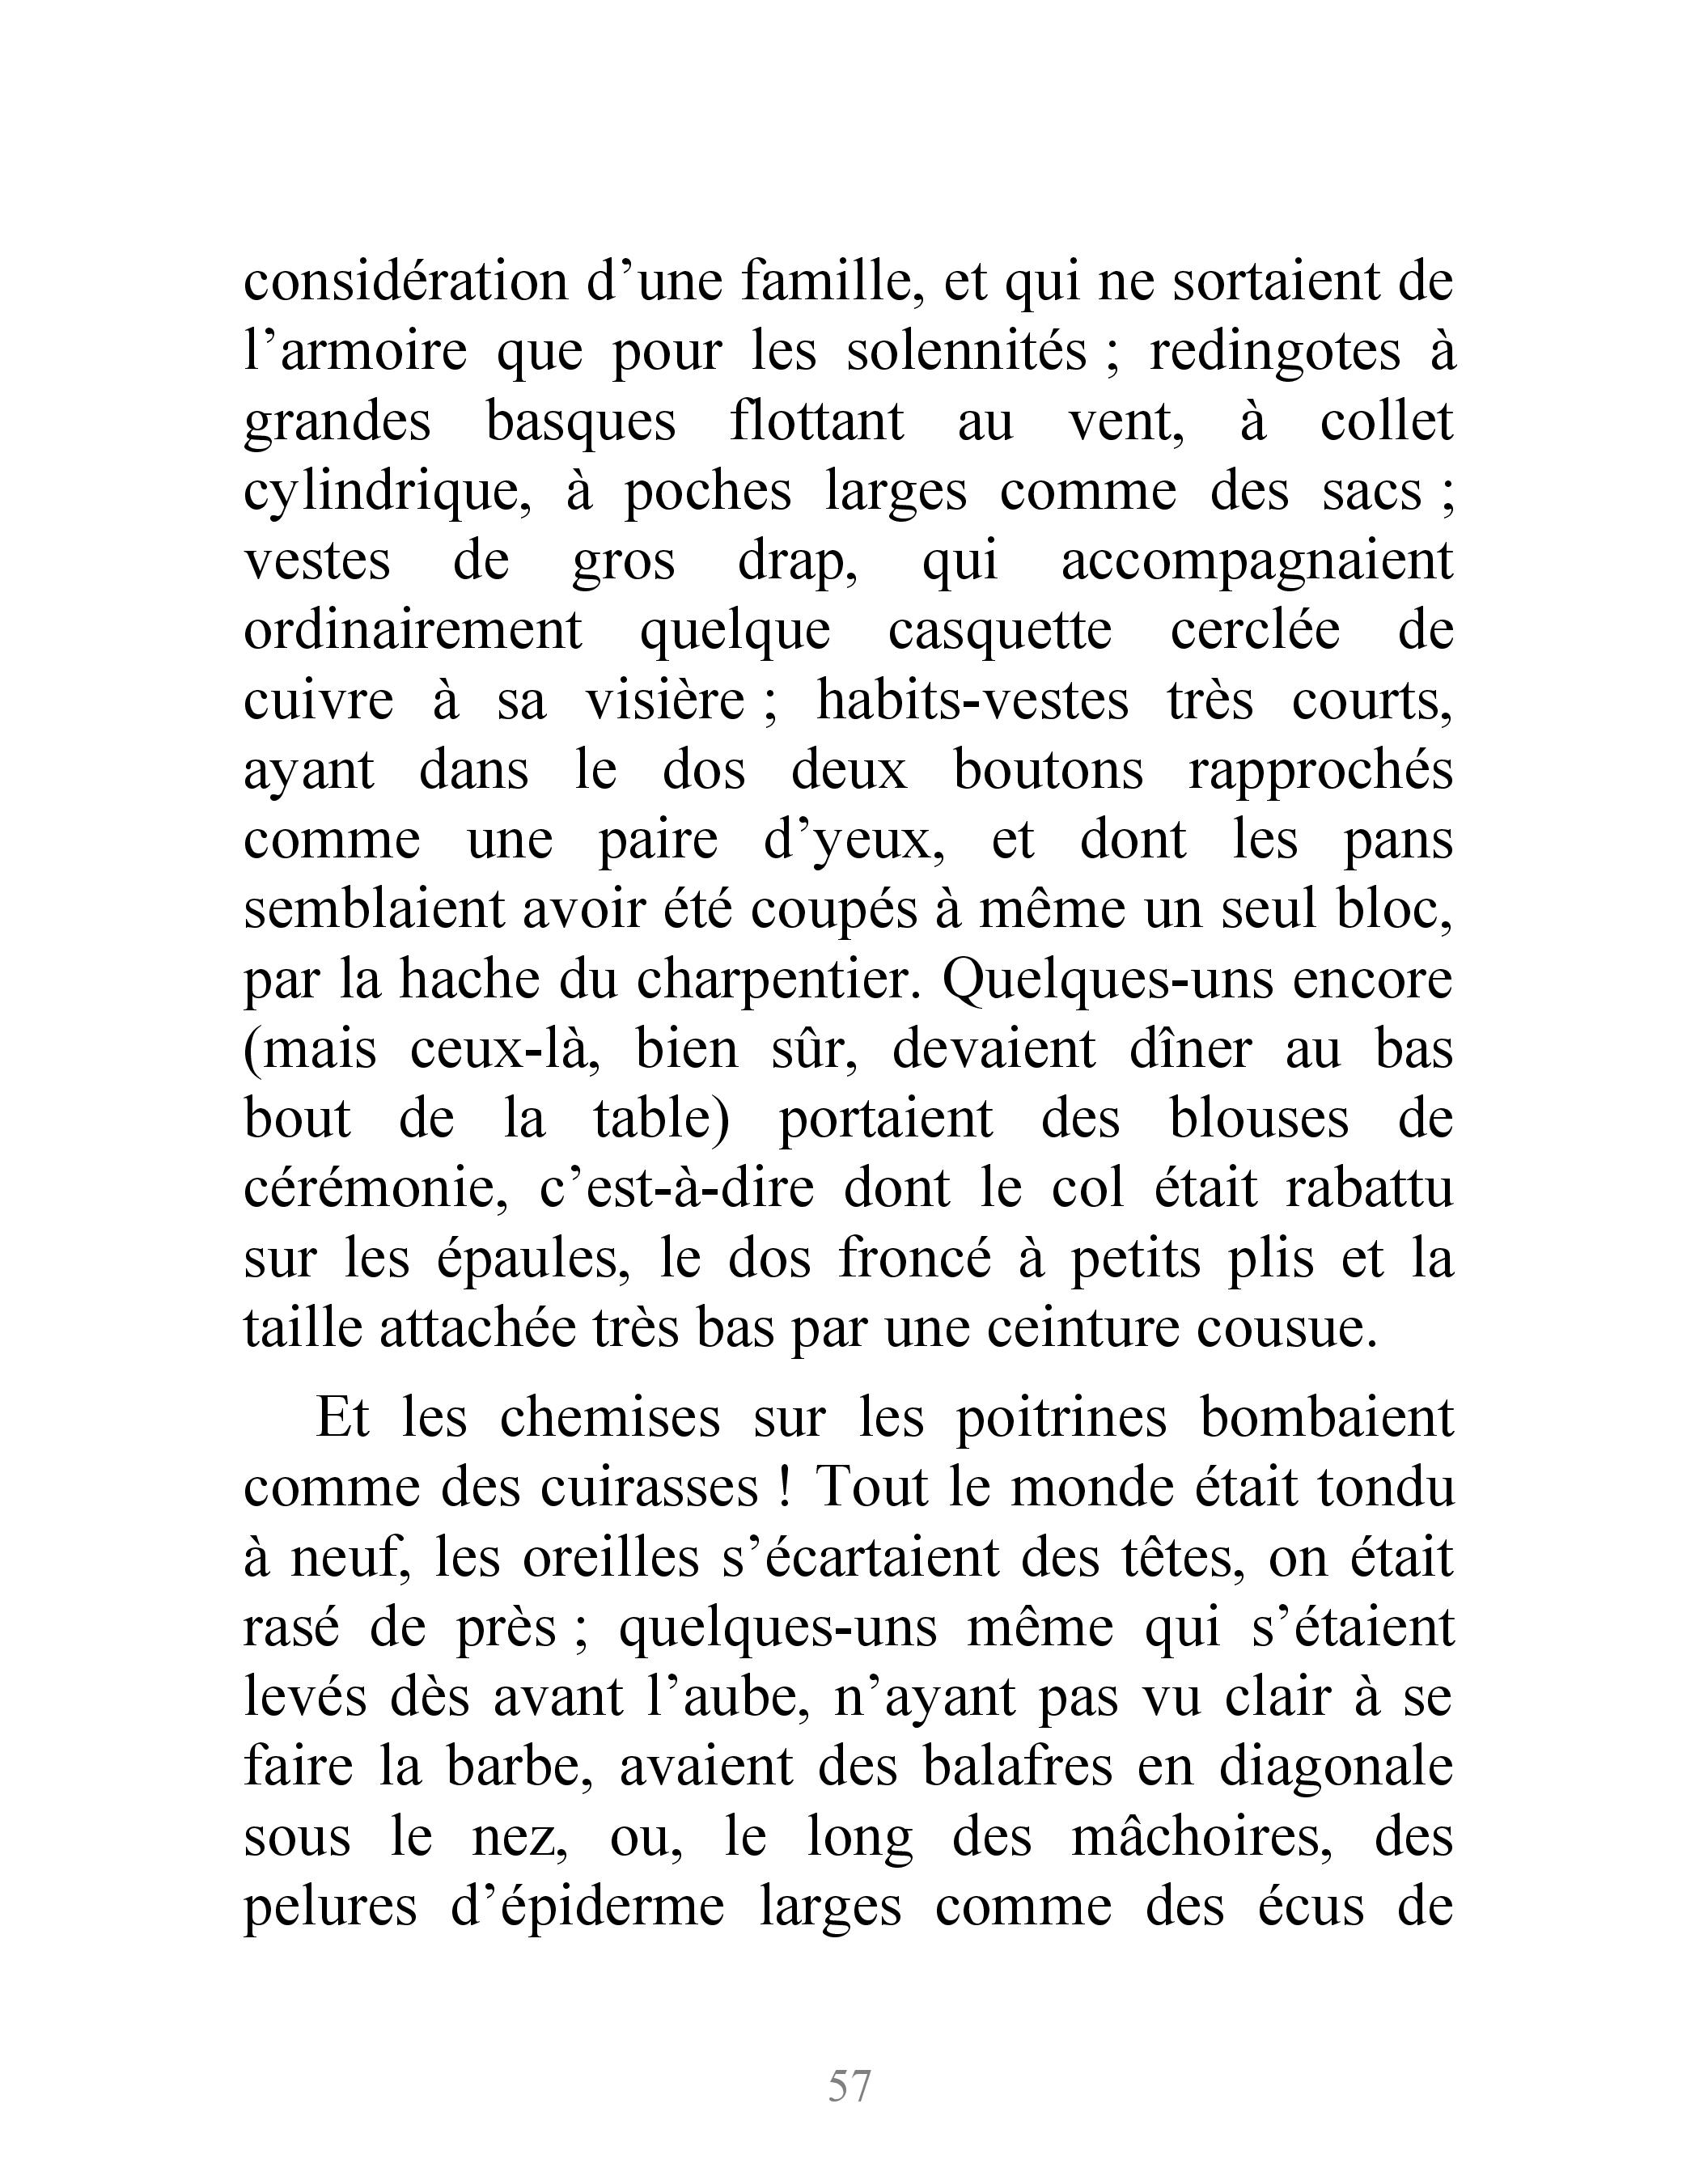 considération d’une famille, et qui ne sortaient de
l’armoire que pour les solennités ; redingotes à
grandes basques flottant au vent, à collet
cylindrique, à poches larges comme des sacs ;
vestes de gros drap, qui accompagnaient
ordinairement quelque casquette cerclée de
cuivre à sa visière ; habits-vestes très courts,
ayant dans le dos deux boutons rapprochés
comme une paire d’yeux, et dont les pans
semblaient avoir été coupés à même un seul bloc,
par la hache du charpentier. Quelques-uns encore
(mais ceux-là, bien sûr, devaient dîner au bas
bout de la table) portaient des blouses de
cérémonie, c’est-à-dire dont le col était rabattu
sur les épaules, le dos froncé à petits plis et la
taille attachée très bas par une ceinture cousue.
Et les chemises sur les poitrines bombaient
comme des cuirasses ! Tout le monde était tondu
à neuf, les oreilles s’écartaient des têtes, on était
rasé de près ; quelques-uns même qui s’étaient
levés dès avant l’aube, n’ayant pas vu clair à se
faire la barbe, avaient des balafres en diagonale
sous le nez, ou, le long des mâchoires, des
pelures d’épiderme larges comme des écus de
57